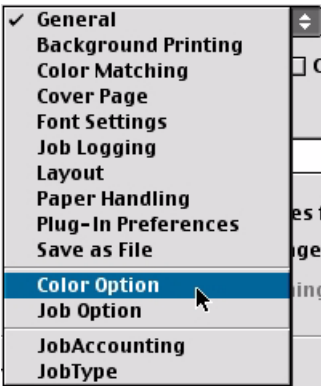 ✓ General
Background Printing
Color Matching
Cover Page
Font Settings
Job Logging
Layout
Paper Handling
Plug-In Preferences
Save as File
Color Option
Job Option
JobAccounting
JobType